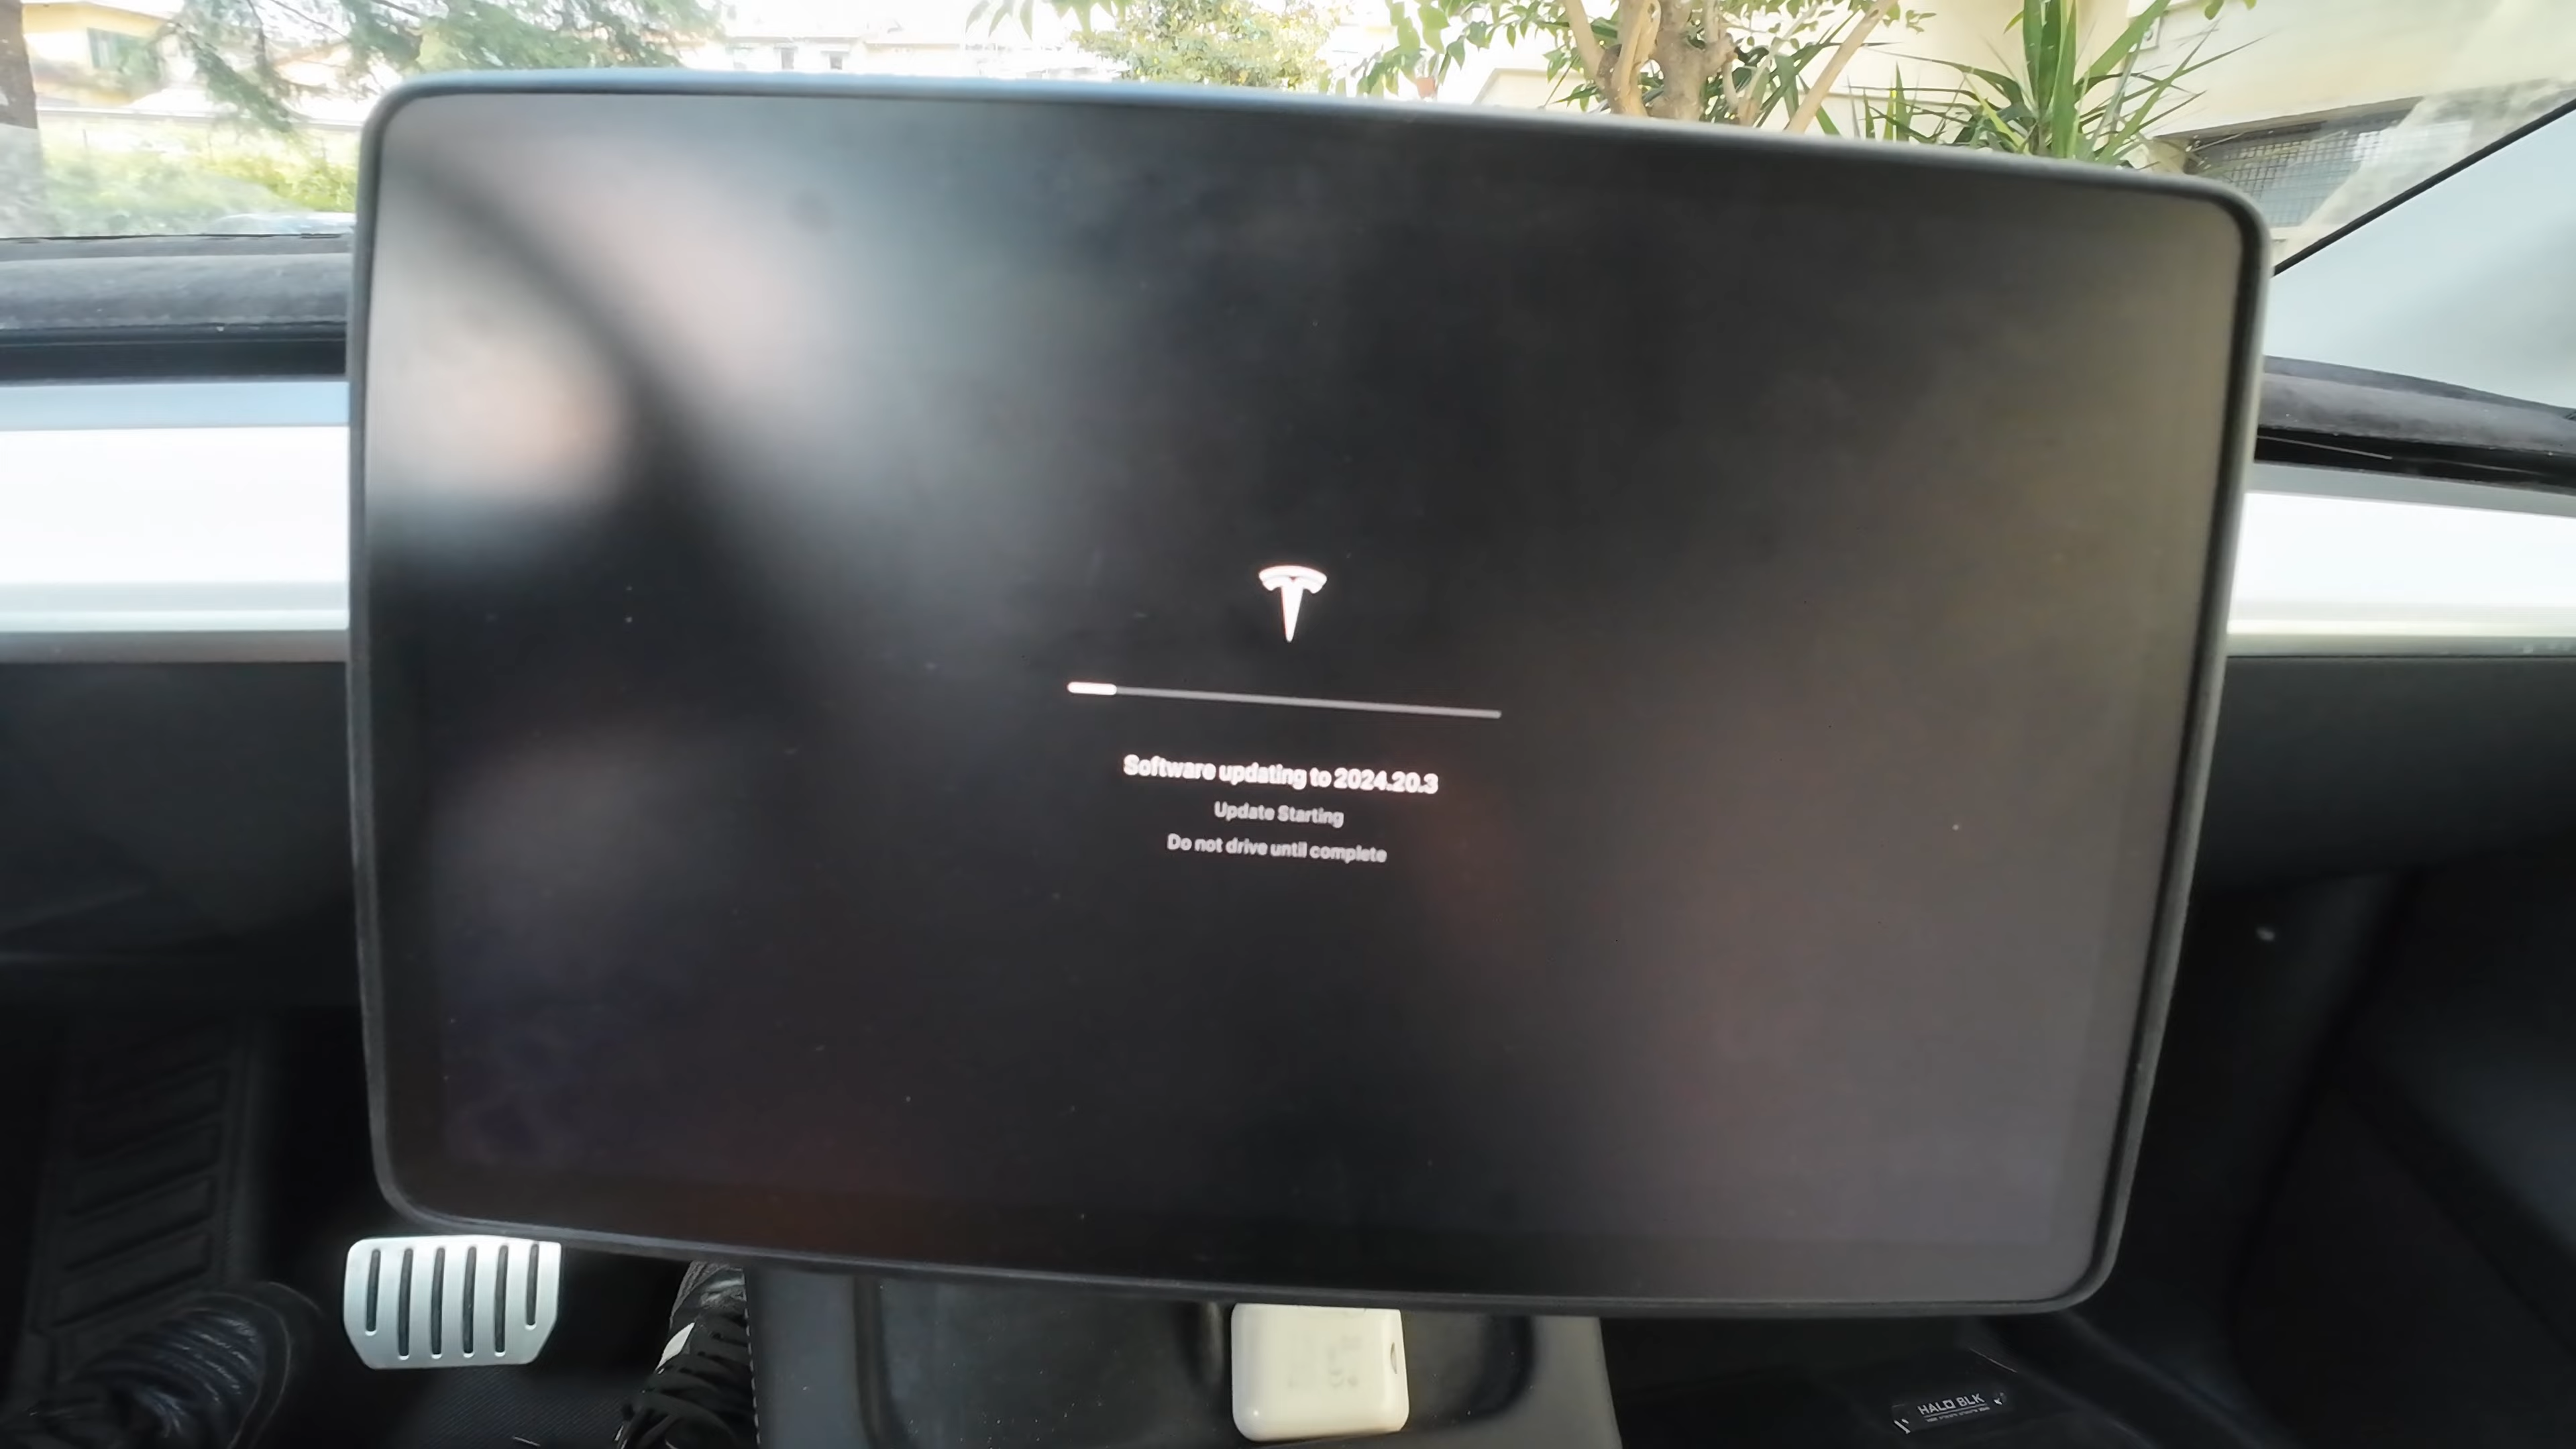 Software updating to 2024.20.3
Update Starting
Do not drive until complete
HALO BLK